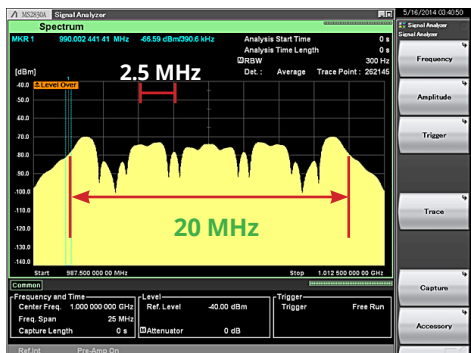 MS2830A Signal Analyzer
5/16/2014 03:40:50
Spectrum
Signal Analyzer
Signal Analyzer
MKR 1 990.002 441 41 MHz -66.59 dBm/390.6 kHz
Analysis Start Time 0 s
Analysis Time Length 0 s
RBW 300 Hz
[dBm]
Det. : Average Trace Point : 262145
2.5 MHz
Level Over
-40.0
50.0
-60.0
70.0
80.0
-90.0
-100.0
-110.0
-120.0
-130.0
-140.0
20 MHz
Start 987.500 000 00 MHz
Stop 1.012 500 000 00 GHz
Common
Frequency and Time
Center Freq. 1.000 000 000 GHz
Freq. Span 25 MHz
Capture Length 0 s
Level
Ref. Level -40.00 dBm
Attenuator 0 dB
Trigger
Trigger Free Run
Ref.Int Pre-Amp On
Frequency
Amplitude
Trigger
Trace
Capture
Accessory